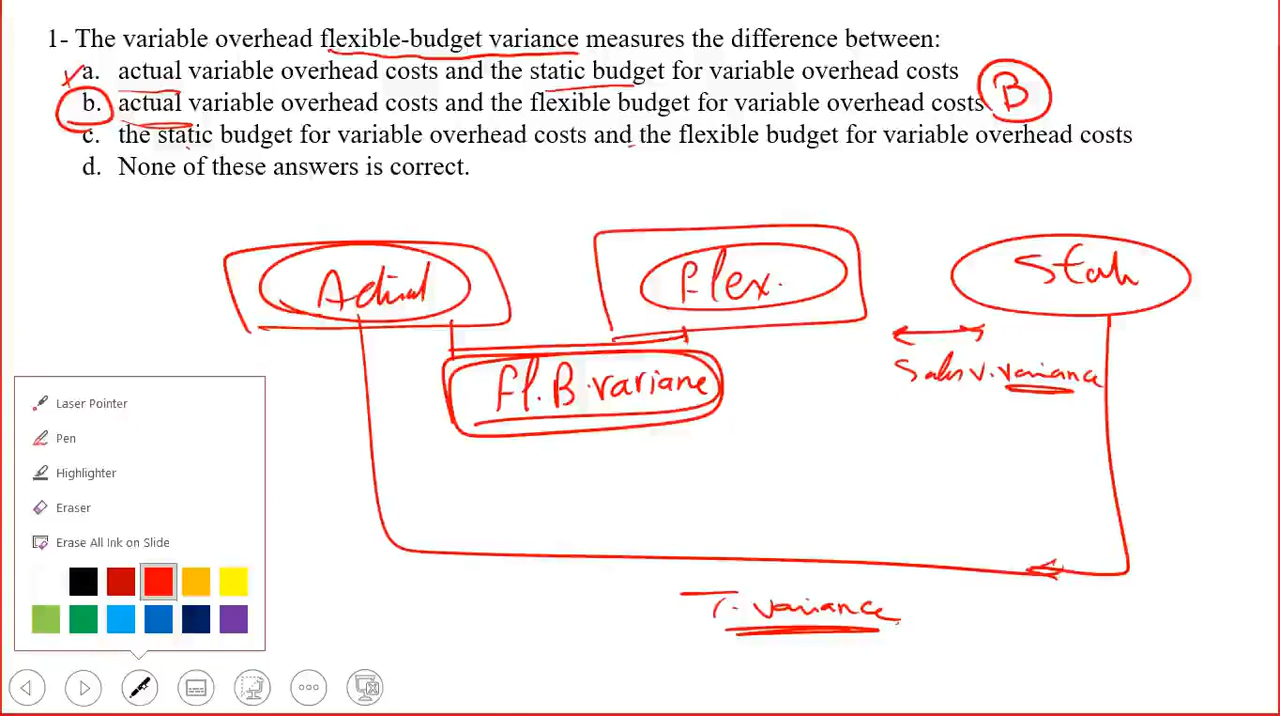 1- The variable overhead flexible-budget variance measures the difference between:
a. actual variable overhead costs and the static budget for variable overhead costs
b. actual variable overhead costs and the flexible budget for variable overhead costs B
c. the static budget for variable overhead costs and the flexible budget for variable overhead costs
d. None of these answers is correct.
Actual Flex. Stat
Sales v. variance
Fl. B. variane
T. variance
Laser Pointer
Pen
Highlighter
Eraser
Erase All Ink on Slide